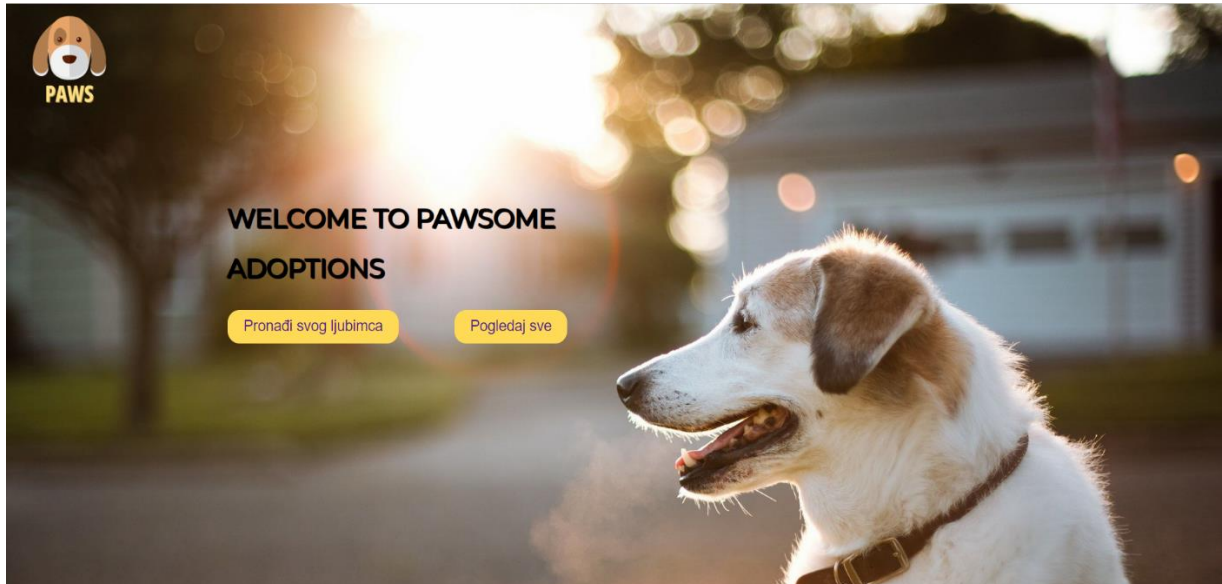 PAWS
WELCOME TO PAWSOME
ADOPTIONS
Pronađi svog ljubimca
Pogledaj sve